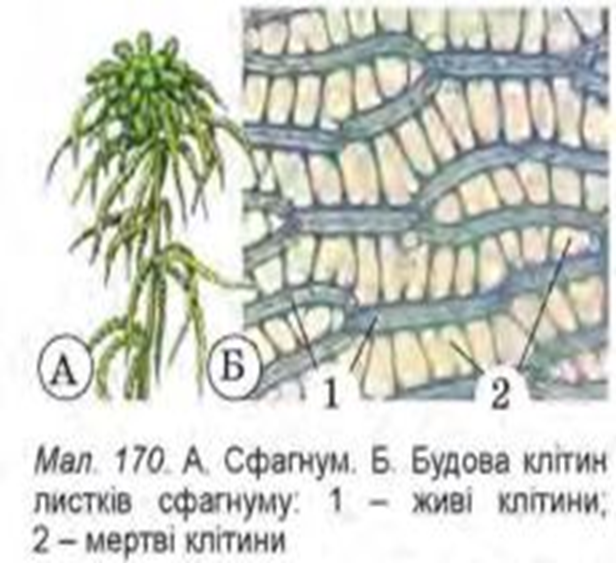 А
Б
1
2
Мал. 170. А. Сфагнум. Б. Будова клітин
листків сфагнуму: 1 – живі клітини,
2 – мертві клітини